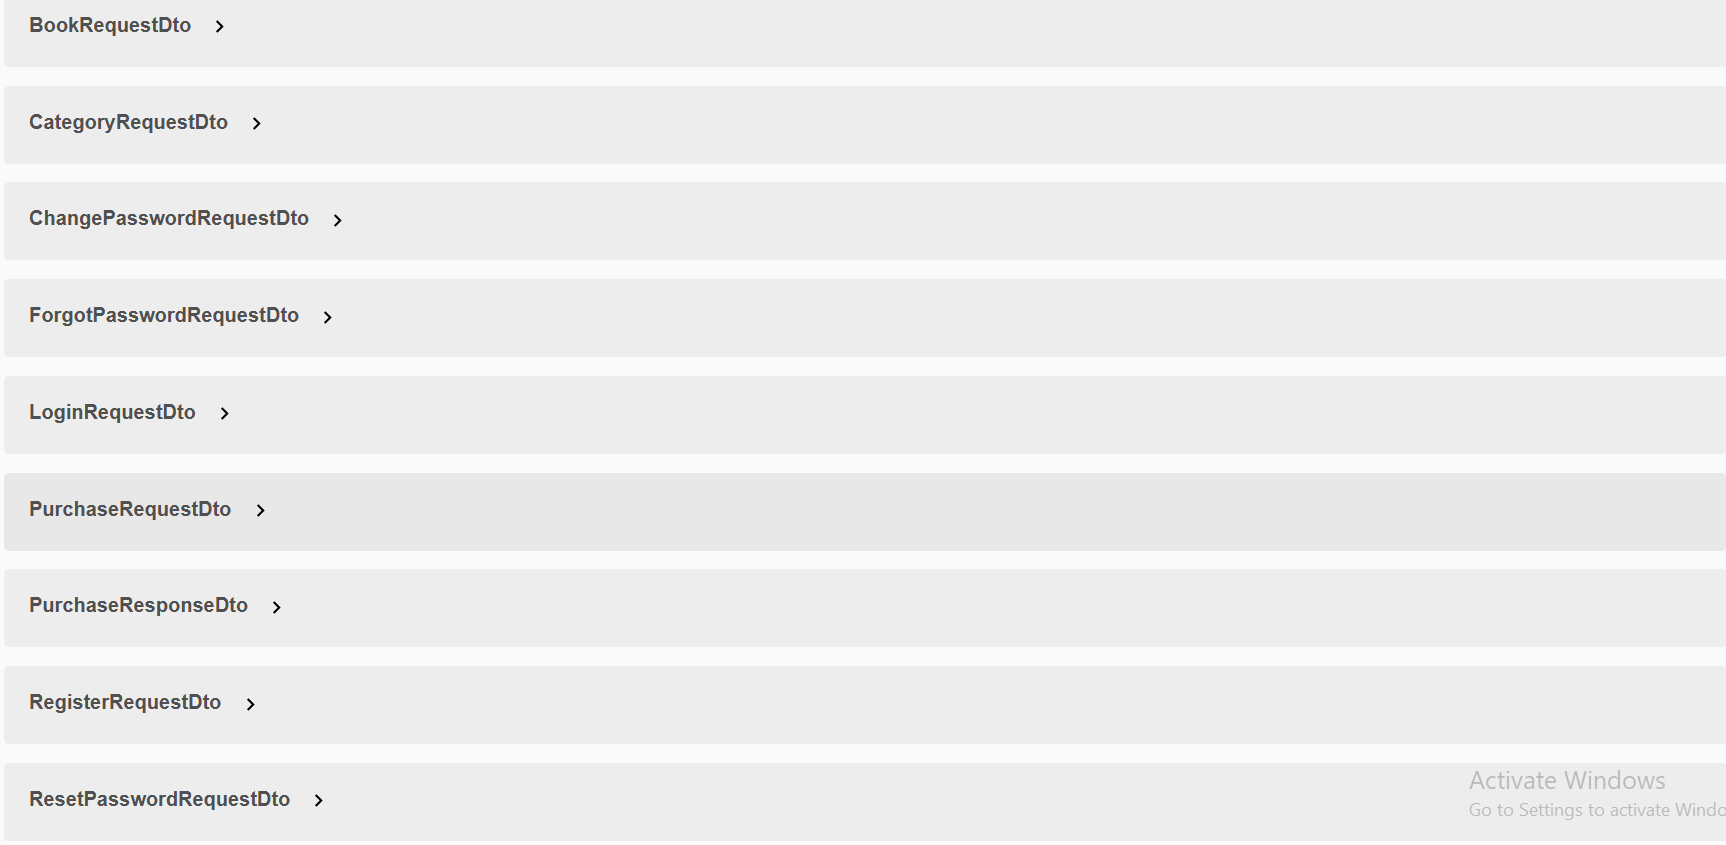 BookRequestDto
CategoryRequestDto
ChangePasswordRequestDto
ForgotPasswordRequestDto
LoginRequestDto
PurchaseRequestDto
PurchaseResponseDto
RegisterRequestDto
ResetPasswordRequestDto
Activate Windows
Go to Settings to activate Windo